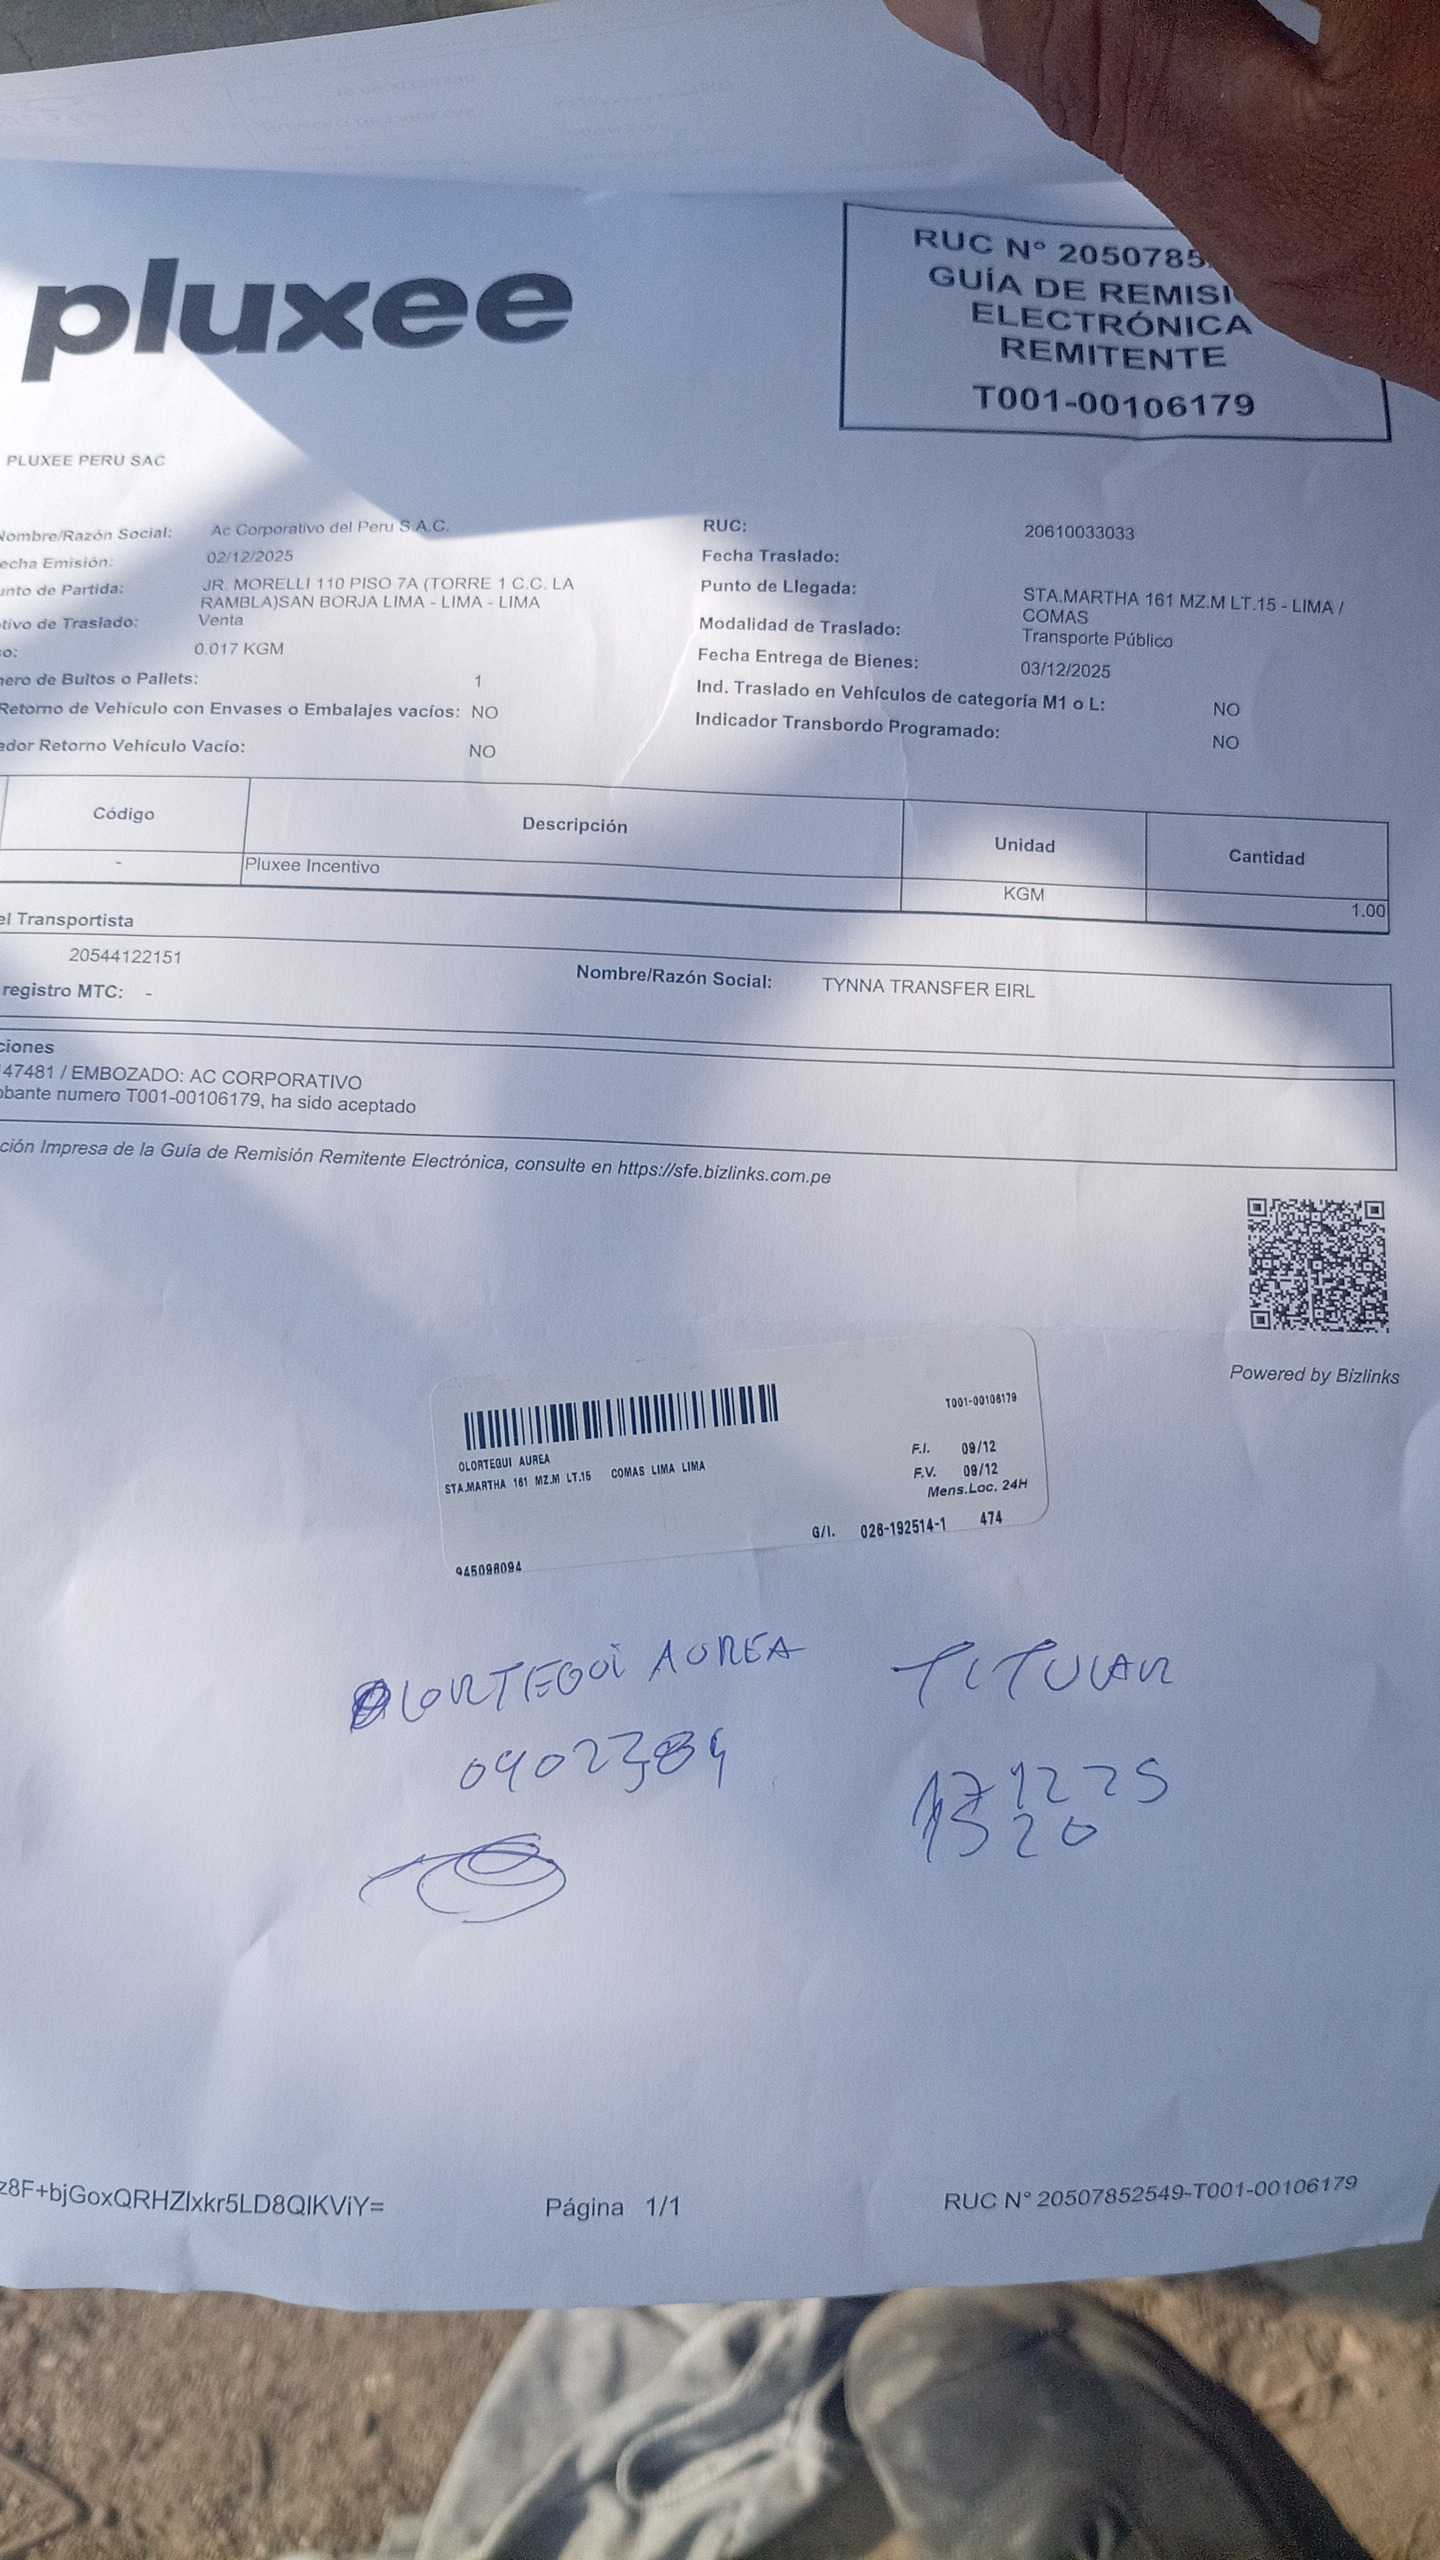 pluxee
RUC N° 2050785
GUÍA DE REMISI
ELECTRÓNICA
REMITENTE
T001-00106179
PLUXEE PERU SAC
Nombre/Razón Social: Ac Corporativo del Peru S.A.C.
echa Emisión: 02/12/2025
unto de Partida: JR. MORELLI 110 PISO 7A (TORRE 1 C.C. LA
RAMBLA)SAN BORJA LIMA - LIMA - LIMA
tivo de Traslado: Venta
so: 0.017 KGM
nero de Bultos o Pallets: 1
Retorno de Vehículo con Envases o Embalajes vacíos: NO
ador Retorno Vehículo Vacío: NO
RUC: 20610033033
Fecha Traslado:
Punto de Llegada: STA.MARTHA 161 MZ.M LT.15 - LIMA /
COMAS
Modalidad de Traslado: Transporte Público
Fecha Entrega de Bienes: 03/12/2025
Ind. Traslado en Vehículos de categoría M1 o L: NO
Indicador Transbordo Programado: NO
Código Descripción Unidad Cantidad
- Pluxee Incentivo KGM 1.00
el Transportista
20544122151 Nombre/Razón Social: TYNNA TRANSFER EIRL
registro MTC: -
ciones
147481 / EMBOZADO: AC CORPORATIVO
obante numero T001-00106179, ha sido aceptado
ción Impresa de la Guía de Remisión Remitente Electrónica, consulte en https://sfe.bizlinks.com.pe
Powered by Bizlinks
T001-00106179
OLORTEGUI AUREA
STA.MARTHA 161 MZ.M LT.15 COMAS LIMA LIMA
F.I. 09/12
F.V. 09/12
Mens.Loc. 24H
G/I. 026-192514-1 474
945098094
OLORTEGUI AUREA TITULAR
171225
1520
z8F+bjGoxQRHZlxkr5LD8QIKViY= Página 1/1 RUC N° 20507852549-T001-00106179